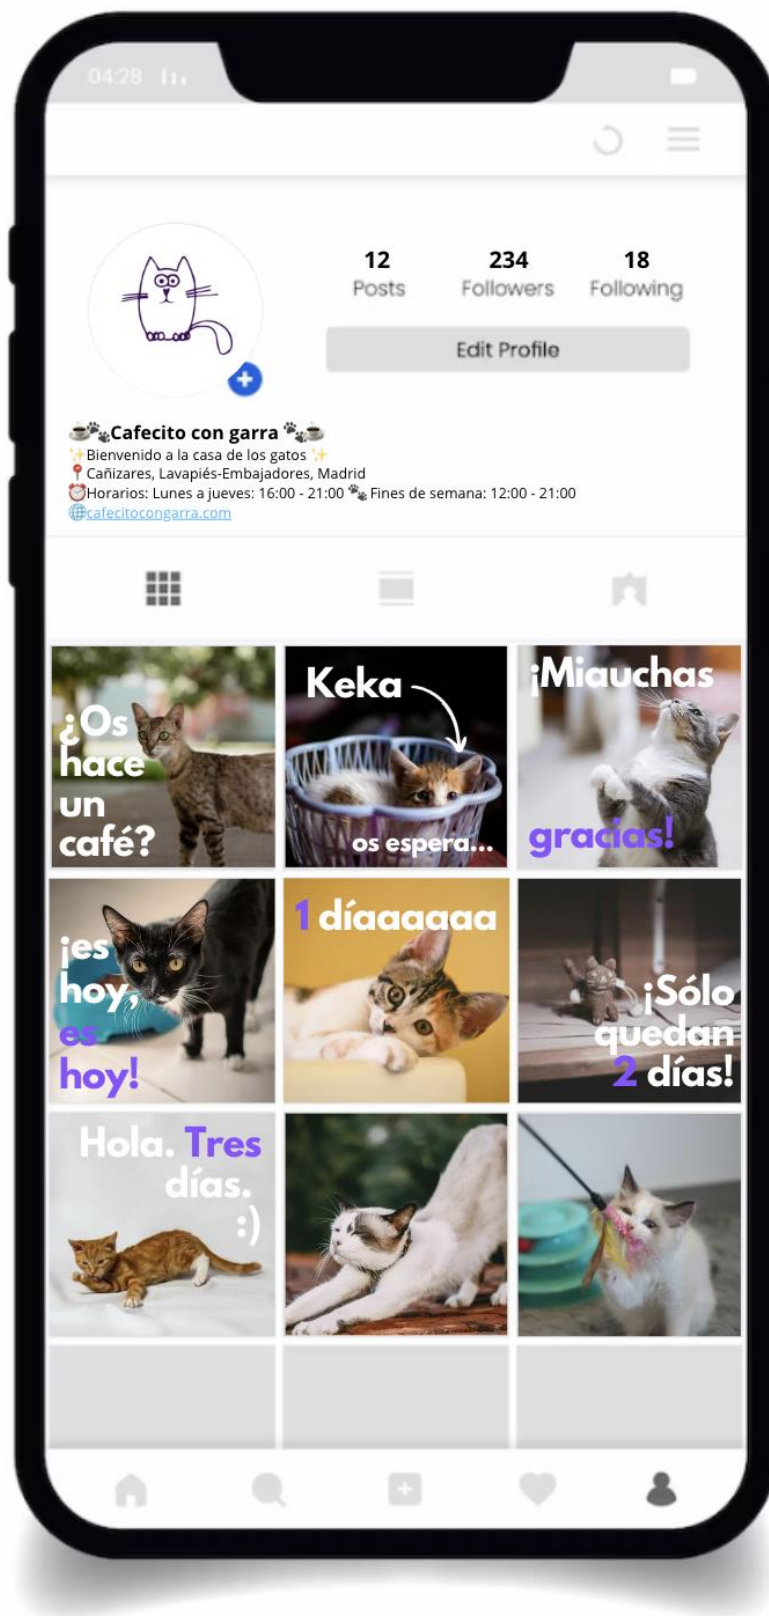 04:28
12
234
18
Posts
Followers
Following
Edit Profile
☕🐾Cafecito con garra 🐾☕
✨Bienvenido a la casa de los gatos ✨
📍Cañizares, Lavapiés-Embajadores, Madrid
⏰Horarios: Lunes a jueves: 16:00 - 21:00 🐾 Fines de semana: 12:00 - 21:00
🌐cafecitocongarra.com
¿Os
hace
un
café?
Keka
os espera...
¡Miauchas
gracias!
¡es
hoy,
es
hoy!
1 díaaaaaa
¡Sólo
quedan
2 días!
Hola. Tres
días.
:)